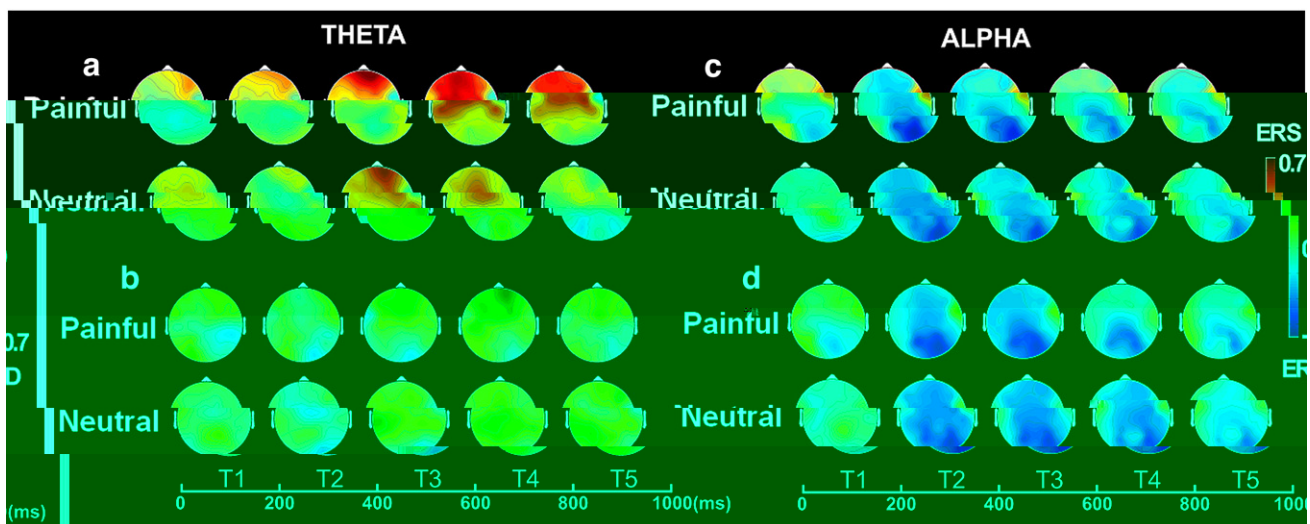 THETA
ALPHA
a
c
Painful
Painful
ERS
0.7
Neutral
Neutral
b
d
Painful
Painful
0.7
D
ER
Neutral
Neutral
T1 T2 T3 T4 T5
T1 T2 T3 T4 T5
0 200 400 600 800 1000(ms)
0 200 400 600 800 1000
(ms)